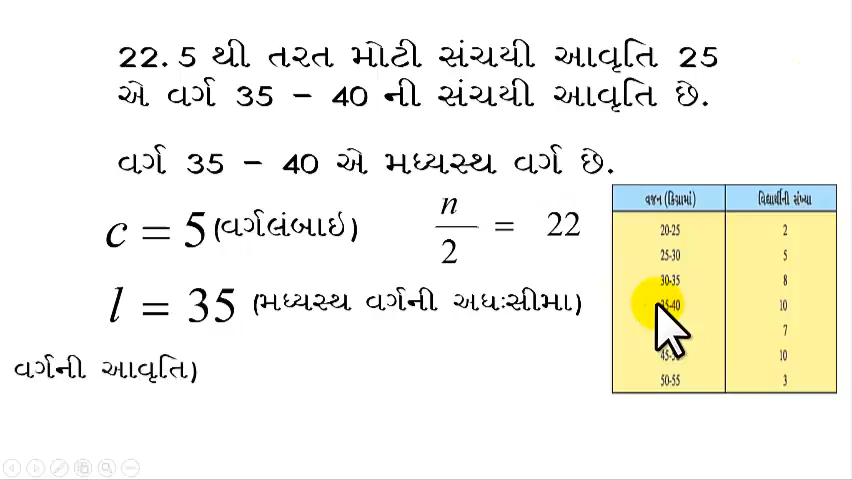 22.5 થી તરત મોટી સંચયી આવૃતિ 25
એ વર્ગ 35 – 40 ની સંચયી આવૃતિ છે.
વર્ગ 35 – 40 એ મધ્યસ્થ વર્ગ છે.
c = 5 (વર્ગલંબાઇ) n/2 = 22
l = 35 (મધ્યસ્થ વર્ગની અધઃસીમા)
વર્ગની આવૃતિ)
વજન (કિગ્રામાં) વિદ્યાર્થીની સંખ્યા
20-25 2
25-30 5
30-35 8
35-40 10
7
10
50-55 3